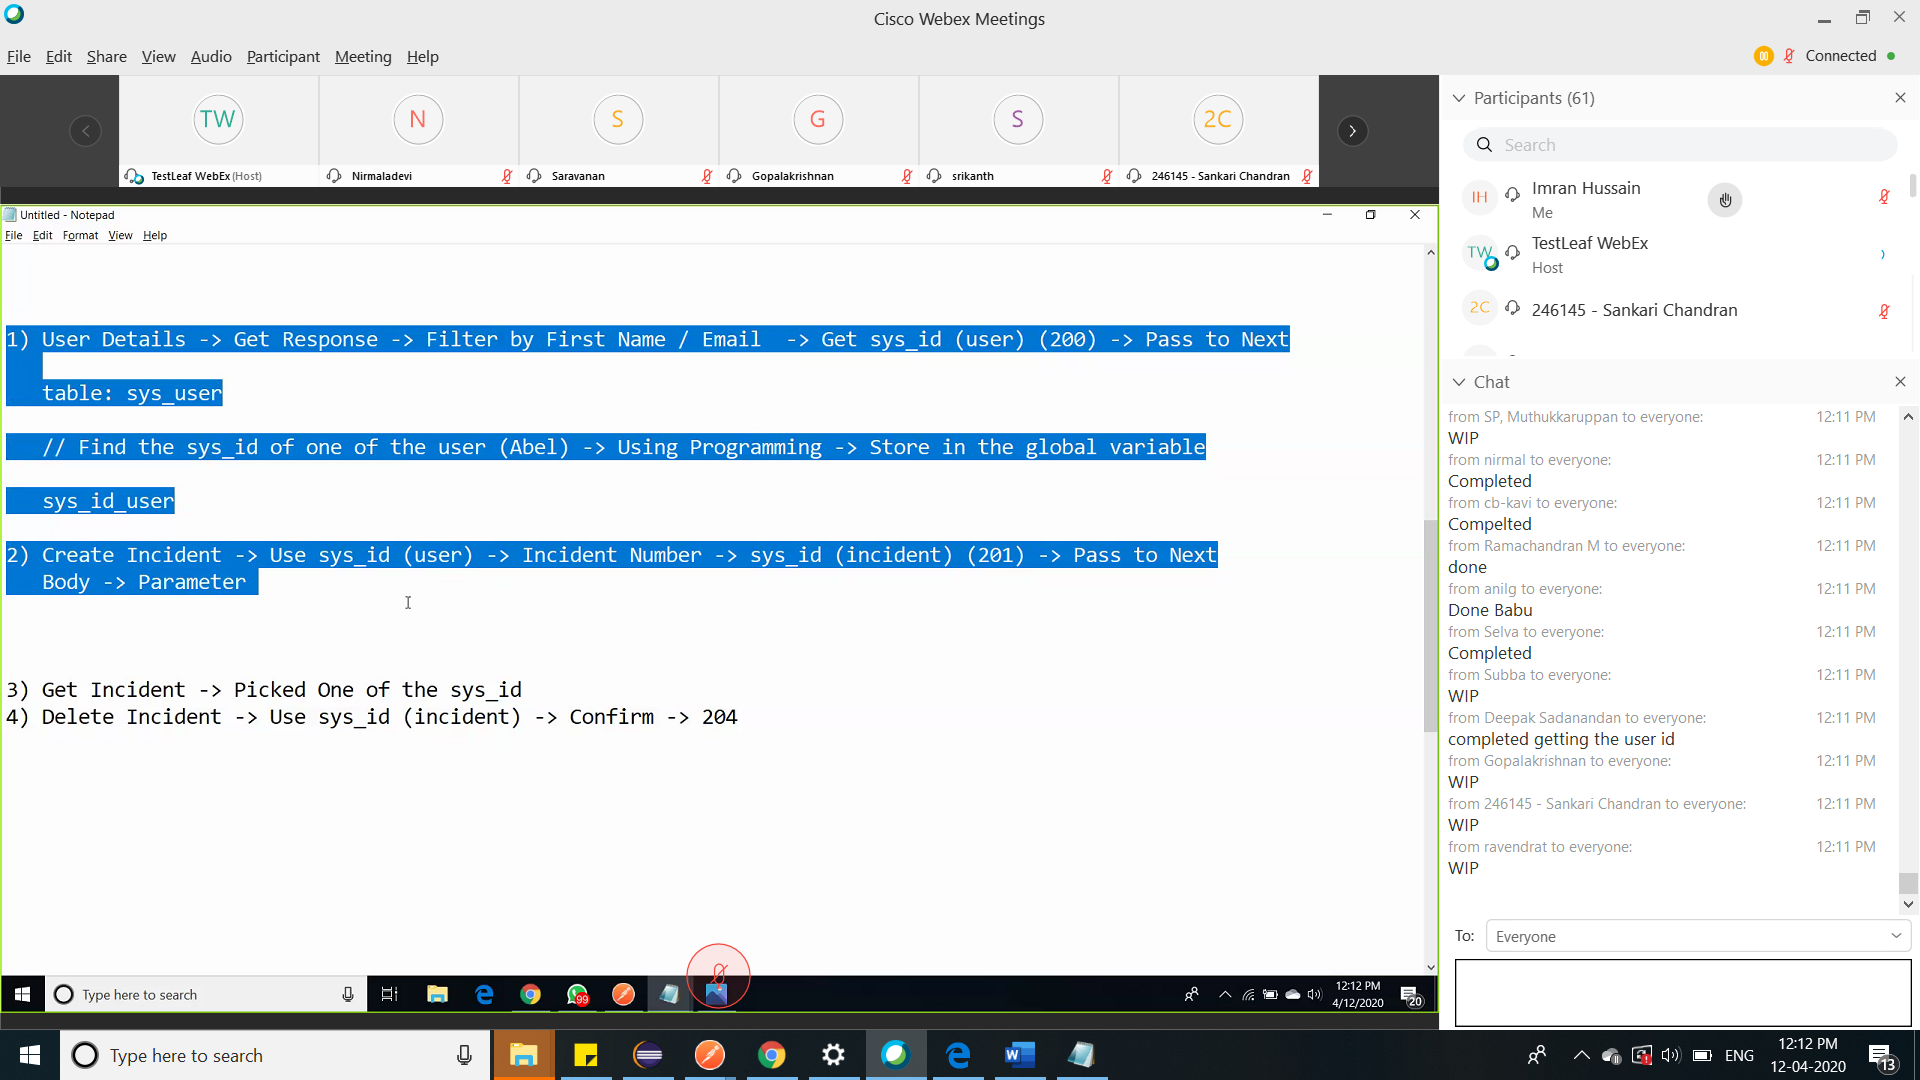 Cisco Webex Meetings
File Edit Share View Audio Participant Meeting Help
Connected
TW
N
S
G
S
2C
TestLeaf WebEx (Host)
Nirmaladevi
Saravanan
Gopalakrishnan
srikanth
246145 - Sankari Chandran
Untitled - Notepad
File Edit Format View Help
1) User Details -> Get Response -> Filter by First Name / Email  -> Get sys_id (user) (200) -> Pass to Next
table: sys_user
// Find the sys_id of one of the user (Abel) -> Using Programming -> Store in the global variable
sys_id_user
2) Create Incident -> Use sys_id (user) -> Incident Number -> sys_id (incident) (201) -> Pass to Next
Body -> Parameter
3) Get Incident -> Picked One of the sys_id
4) Delete Incident -> Use sys_id (incident) -> Confirm -> 204
Type here to search
99
12:12 PM
4/12/2020
20
Participants (61)
Search
IH
Imran Hussain
Me
TW
TestLeaf WebEx
Host
2C
246145 - Sankari Chandran
Chat
from SP, Muthukkaruppan to everyone: 12:11 PM
WIP
from nirmal to everyone: 12:11 PM
Completed
from cb-kavi to everyone: 12:11 PM
Compelted
from Ramachandran M to everyone: 12:11 PM
done
from anilg to everyone: 12:11 PM
Done Babu
from Selva to everyone: 12:11 PM
Completed
from Subba to everyone: 12:11 PM
WIP
from Deepak Sadanandan to everyone: 12:11 PM
completed getting the user id
from Gopalakrishnan to everyone: 12:11 PM
WIP
from 246145 - Sankari Chandran to everyone: 12:11 PM
WIP
from ravendrat to everyone: 12:11 PM
WIP
To: Everyone
Type here to search
W
ENG
12:12 PM
12-04-2020
13